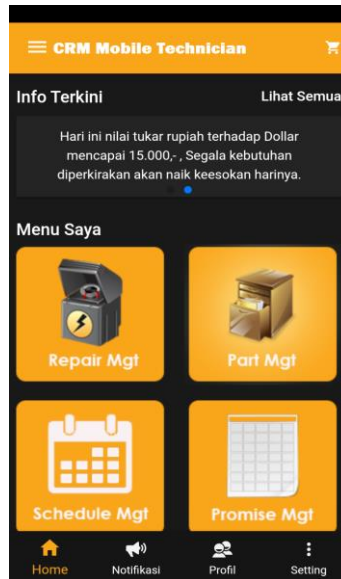 CRM Mobile Technician
Info Terkini
Lihat Semua
Hari ini nilai tukar rupiah terhadap Dollar
mencapai 15.000,- , Segala kebutuhan
diperkirakan akan naik keesokan harinya.
Menu Saya
Repair Mgt
Part Mgt
Schedule Mgt
Promise Mgt
Home
Notifikasi
Profil
Setting